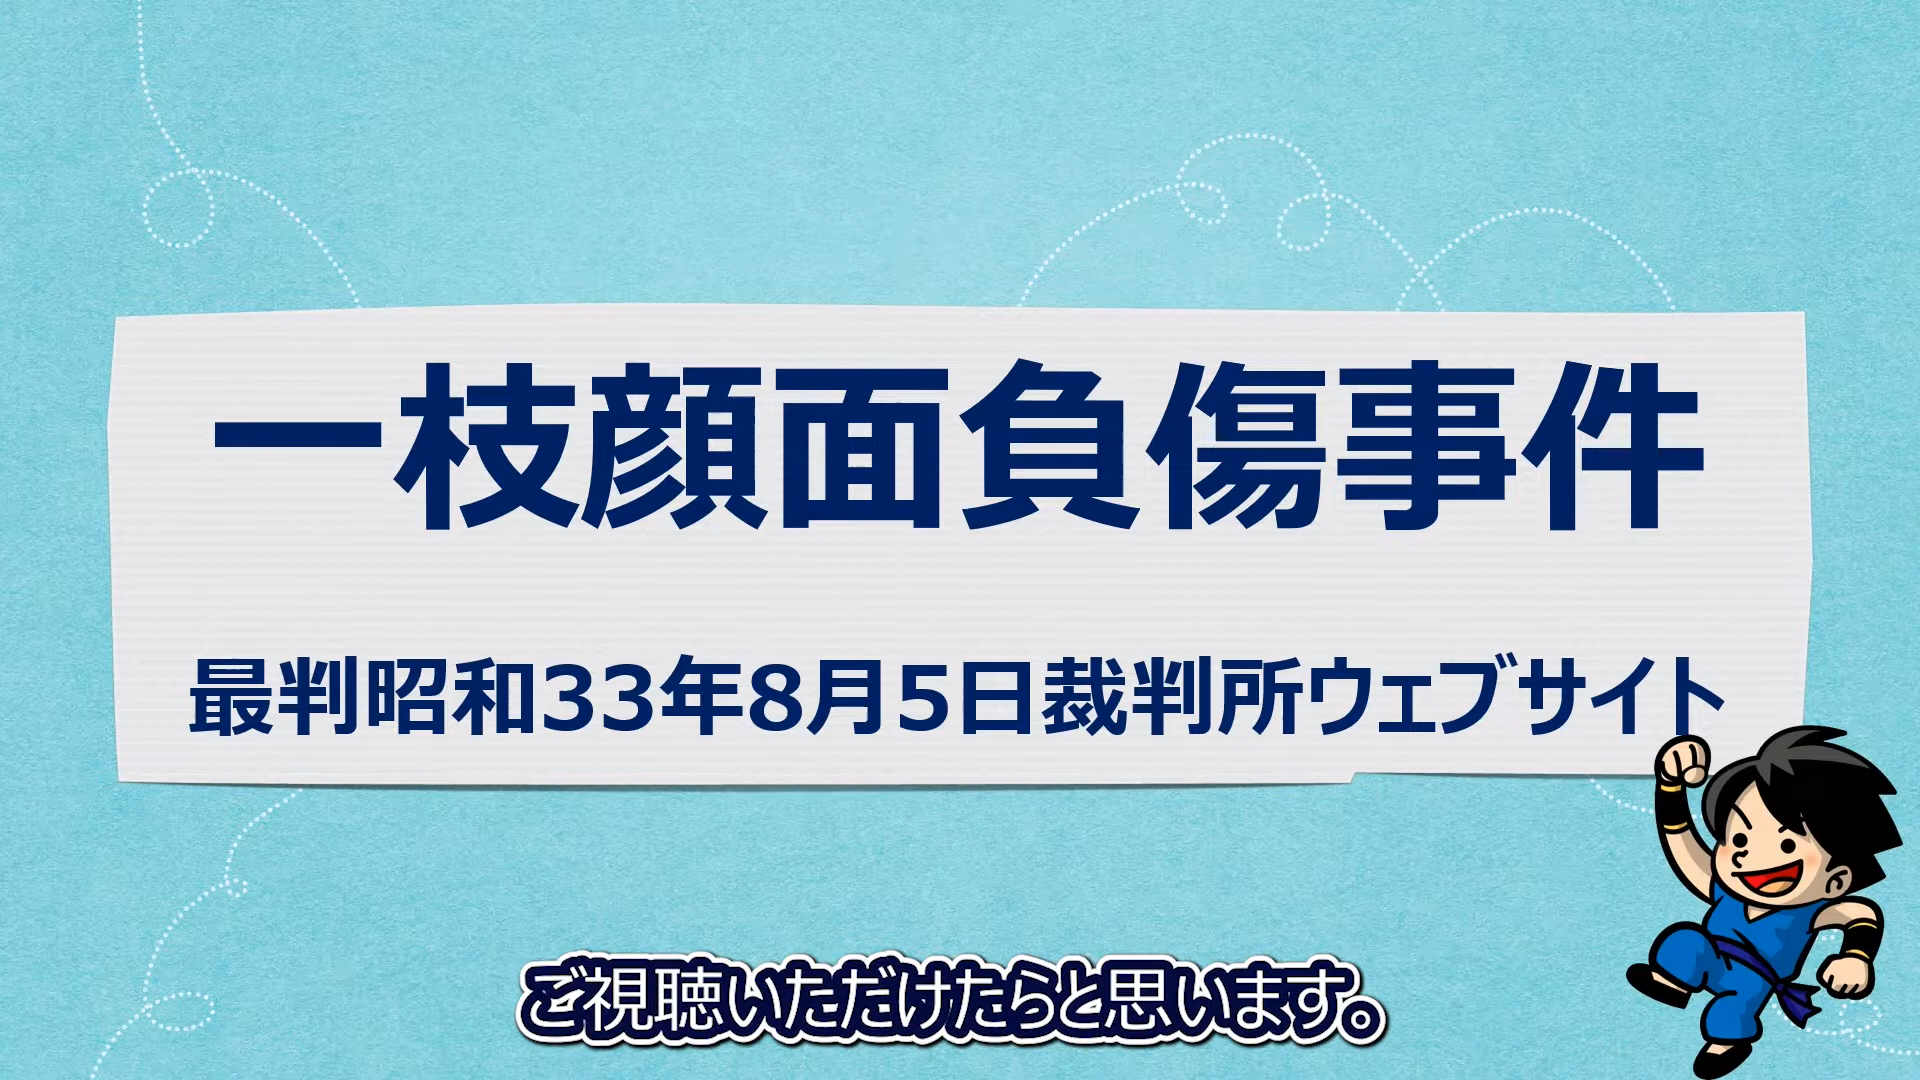 一枝顔面負傷事件
最判昭和33年8月5日裁判所ウェブサイト
ご視聴いただけたらと思います。